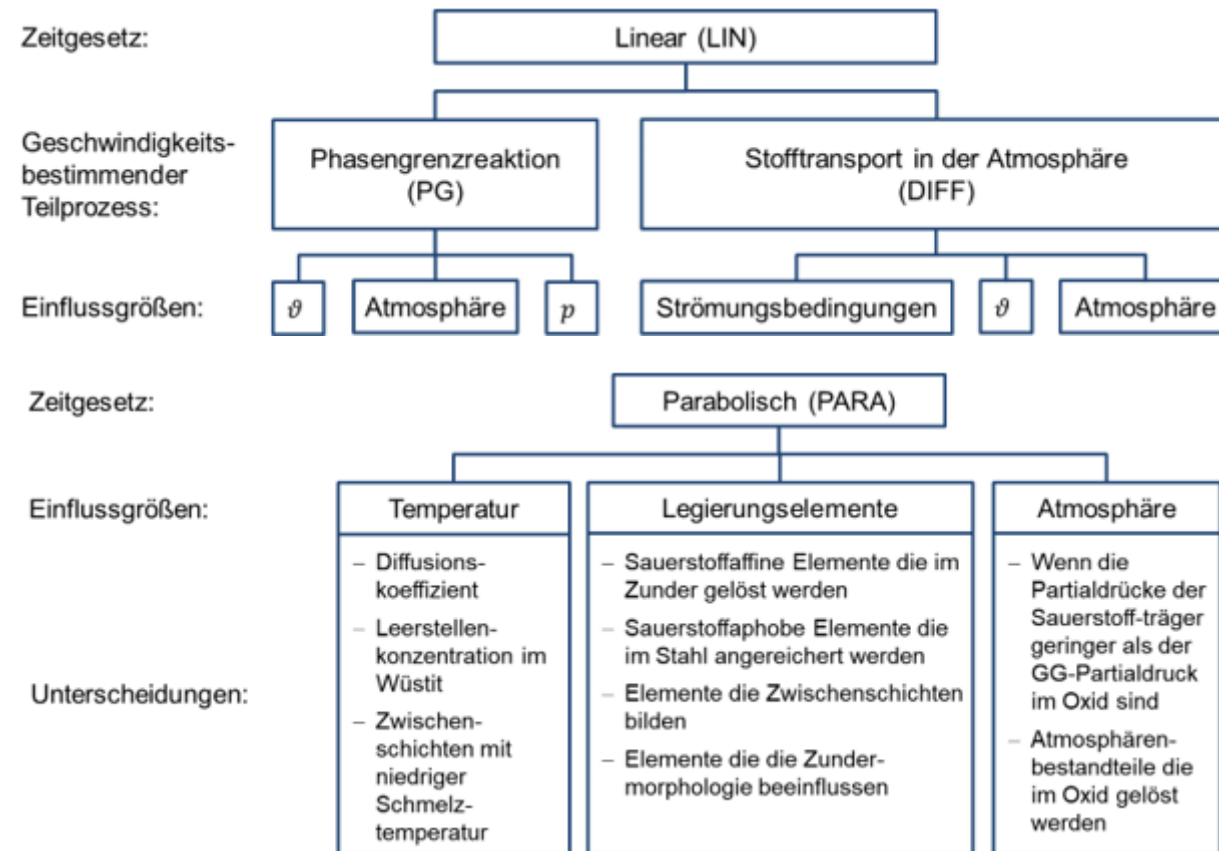 Zeitgesetz:
Linear (LIN)
Geschwindigkeits-
bestimmender
Teilprozess:
Phasengrenzreaktion
(PG)
Stofftransport in der Atmosphäre
(DIFF)
Einflussgrößen:
ϑ
Atmosphäre
p
Strömungsbedingungen
ϑ
Atmosphäre
Zeitgesetz:
Parabolisch (PARA)
Einflussgrößen:
Temperatur
Legierungselemente
Atmosphäre
Unterscheidungen:
– Diffusions-
koeffizient
– Leerstellen-
konzentration im
Wüstit
– Zwischen-
schichten mit
niedriger
Schmelz-
temperatur
– Sauerstoffaffine Elemente die im
Zunder gelöst werden
– Sauerstoffaphobe Elemente die
im Stahl angereichert werden
– Elemente die Zwischenschichten
bilden
– Elemente die die Zunder-
morphologie beeinflussen
– Wenn die
Partialdrücke der
Sauerstoff-träger
geringer als der
GG-Partialdruck
im Oxid sind
– Atmosphären-
bestandteile die
im Oxid gelöst
werden